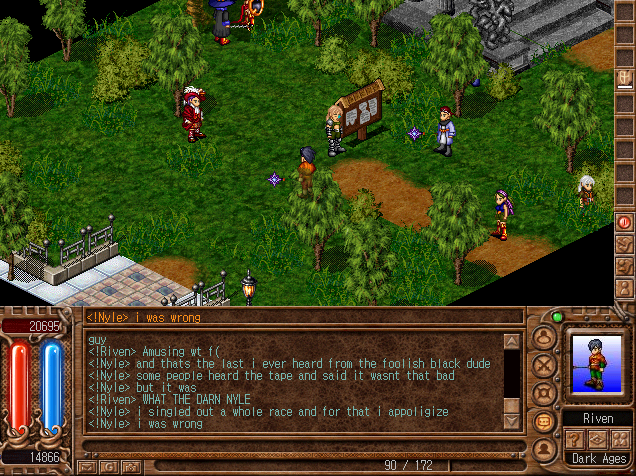 <!Nyle> i was wrong
20695
guy
<!Riven> Amusing wt f(
<!Nyle> and thats the last i ever heard from the foolish black dude
<!Nyle> some people heard the tape and said it wasnt that bad
<!Nyle> but it was
<!Riven> WHAT THE DARN NYLE
<!Nyle> i singled out a whole race and for that i appoligize
<!Nyle> i was wrong
Riven
14866
90 / 172
Dark Ages